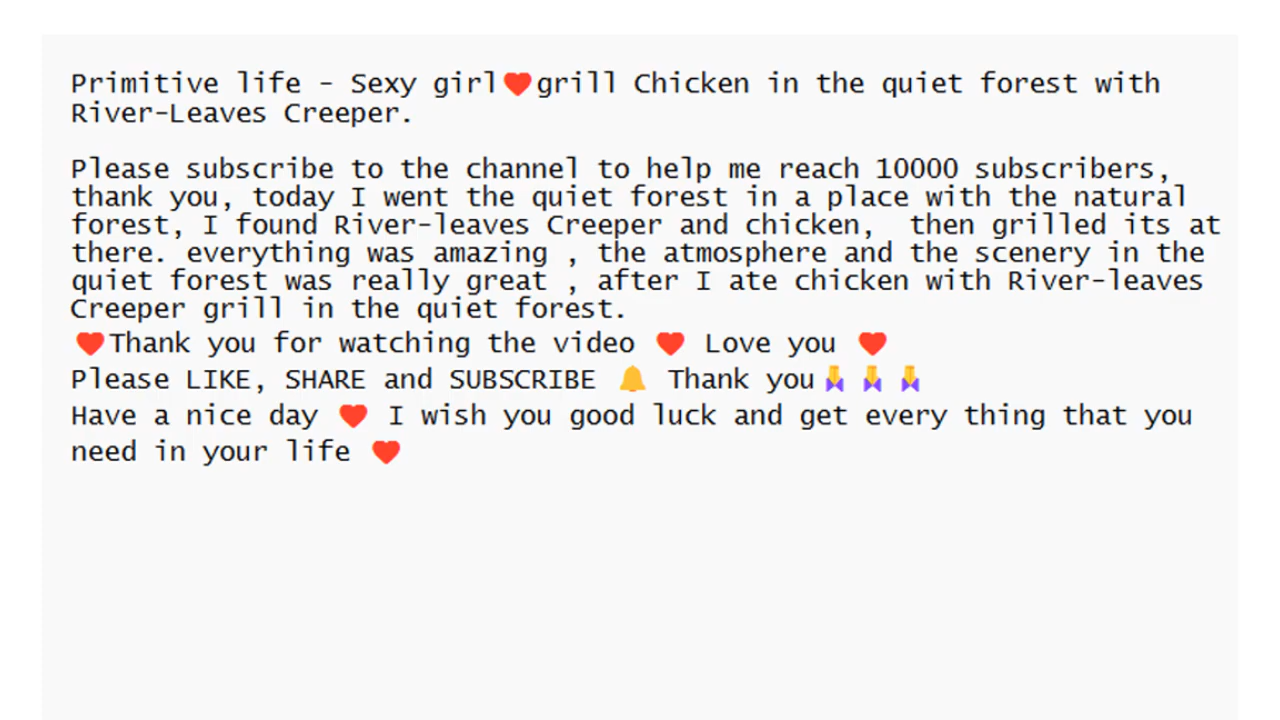 Primitive life - Sexy girl❤️grill Chicken in the quiet forest with
River-Leaves Creeper.
Please subscribe to the channel to help me reach 10000 subscribers,
thank you, today I went the quiet forest in a place with the natural
forest, I found River-leaves Creeper and chicken,  then grilled its at
there. everything was amazing , the atmosphere and the scenery in the
quiet forest was really great , after I ate chicken with River-leaves
Creeper grill in the quiet forest.
❤️Thank you for watching the video ❤️ Love you ❤️
Please LIKE, SHARE and SUBSCRIBE 🔔 Thank you🙏🙏🙏
Have a nice day ❤️ I wish you good luck and get every thing that you
need in your life ❤️